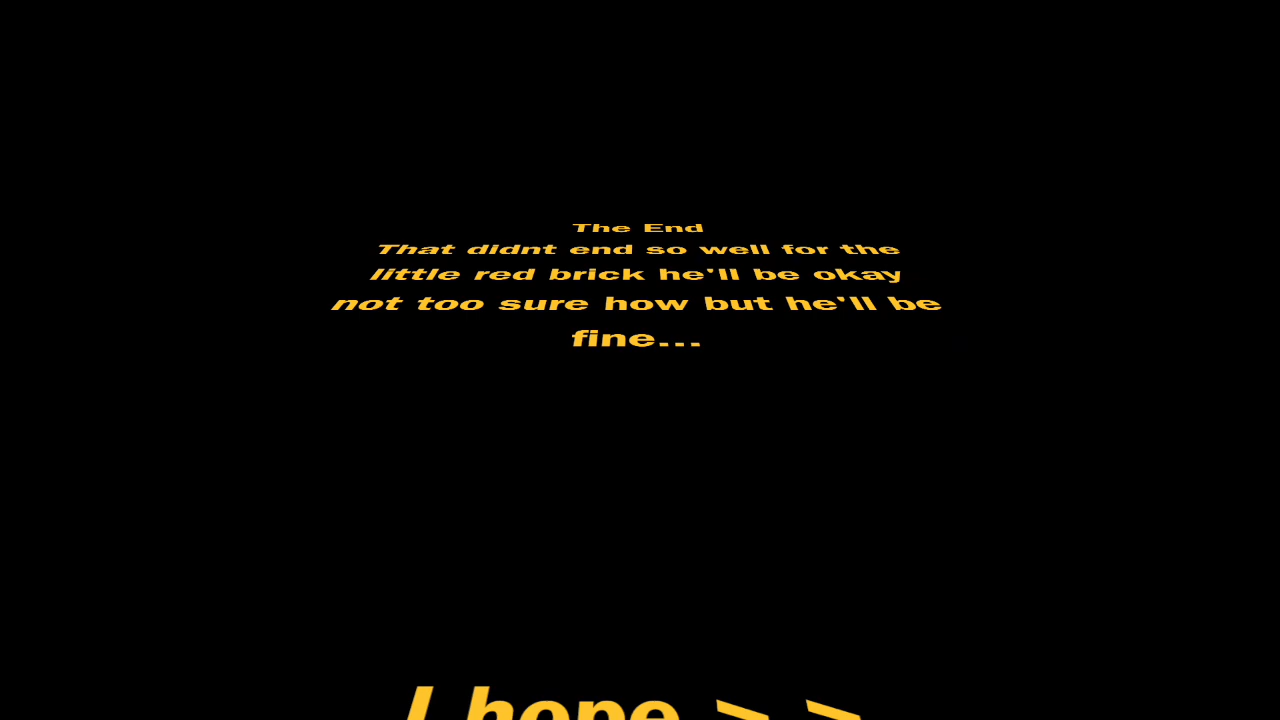 The End
That didnt end so well for the
little red brick he'll be okay
not too sure how but he'll be
fine...
I hope > >